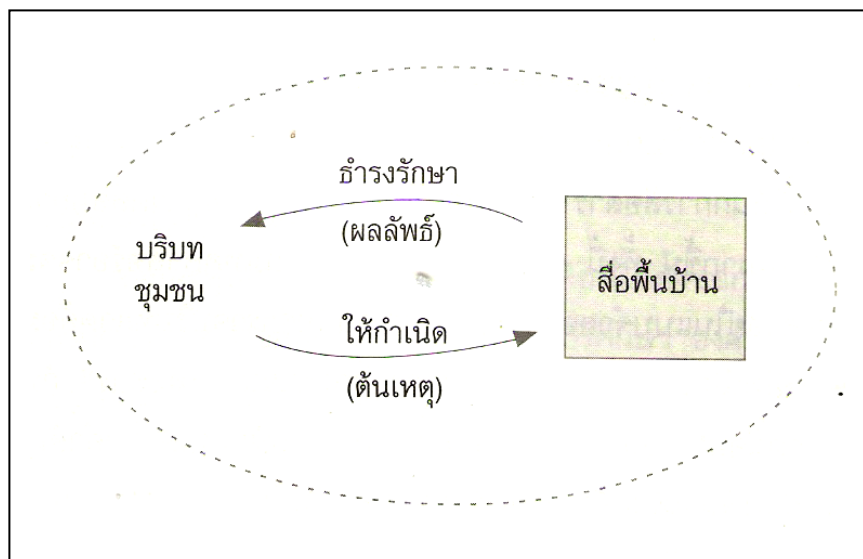 ธำรงรักษา
(ผลลัพธ์)
บริบท
ชุมชน
สื่อพื้นบ้าน
ให้กำเนิด
(ต้นเหตุ)